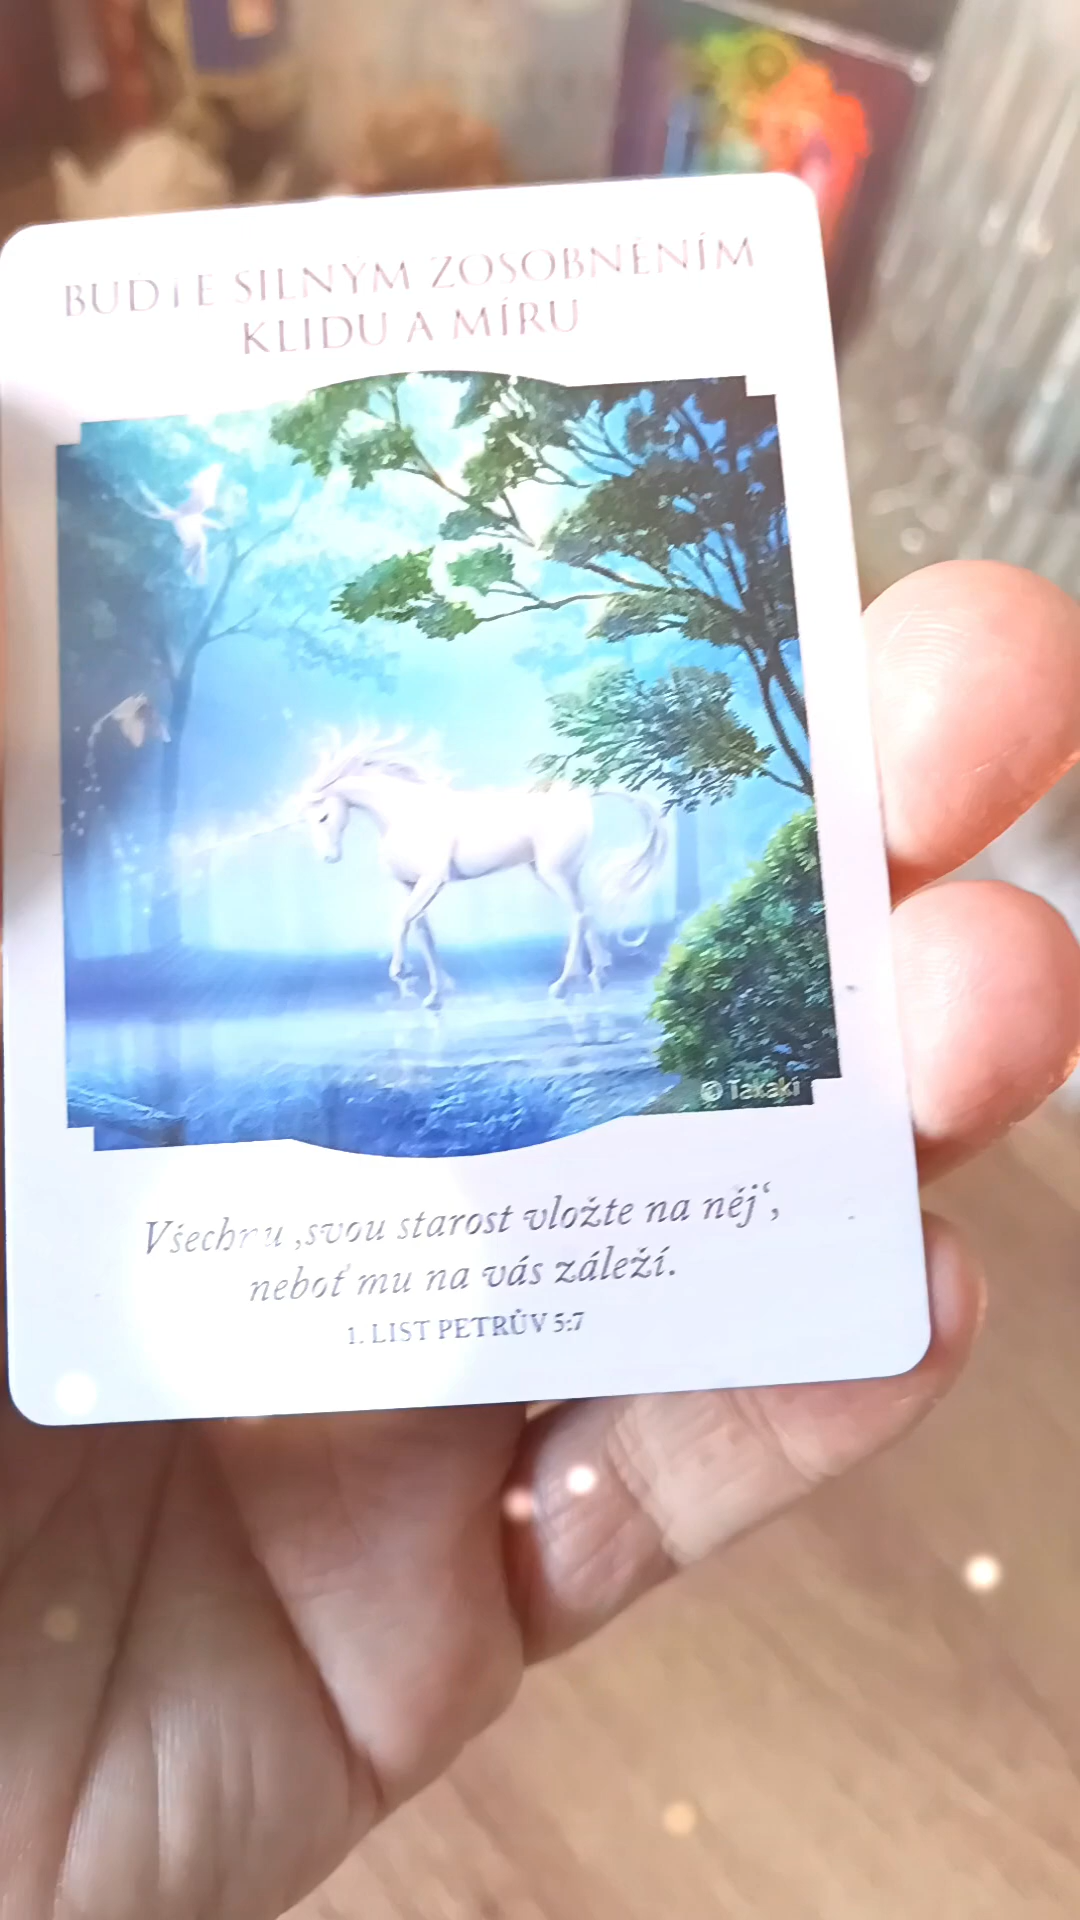 BUĎTE SILNÝM ZOSOBNĚNÍM
KLIDU A MÍRU
© Takaki
Všechnu ‚svou starost vložte na něj‘,
neboť mu na vás záleží.
1. LIST PETRŮV 5:7